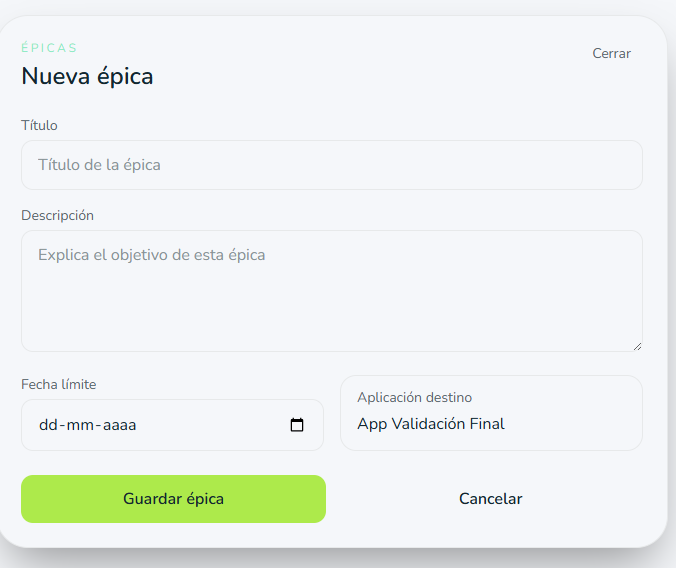 ÉPICAS
Cerrar
Nueva épica
Título
Título de la épica
Descripción
Explica el objetivo de esta épica
Fecha límite
dd-mm-aaaa
Aplicación destino
App Validación Final
Guardar épica
Cancelar